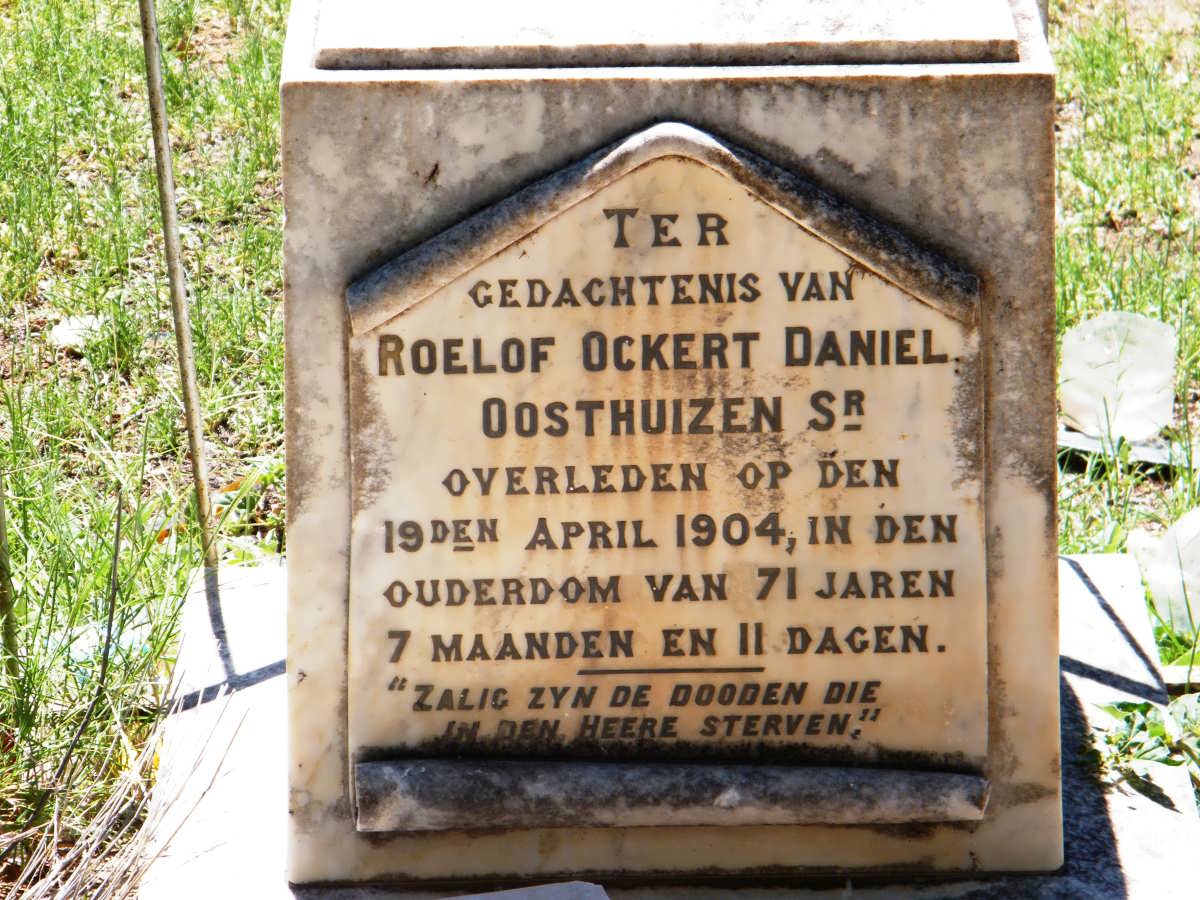 TER
GEDACHTENIS VAN
ROELOF OCKERT DANIEL.
OOSTHUIZEN SR
OVERLEDEN OP DEN
19DEN APRIL 1904, IN DEN
OUDERDOM VAN 71 JAREN
7 MAANDEN EN 11 DAGEN.
"ZALIG ZYN DE DOODEN DIE
IN DEN HEERE STERVEN."